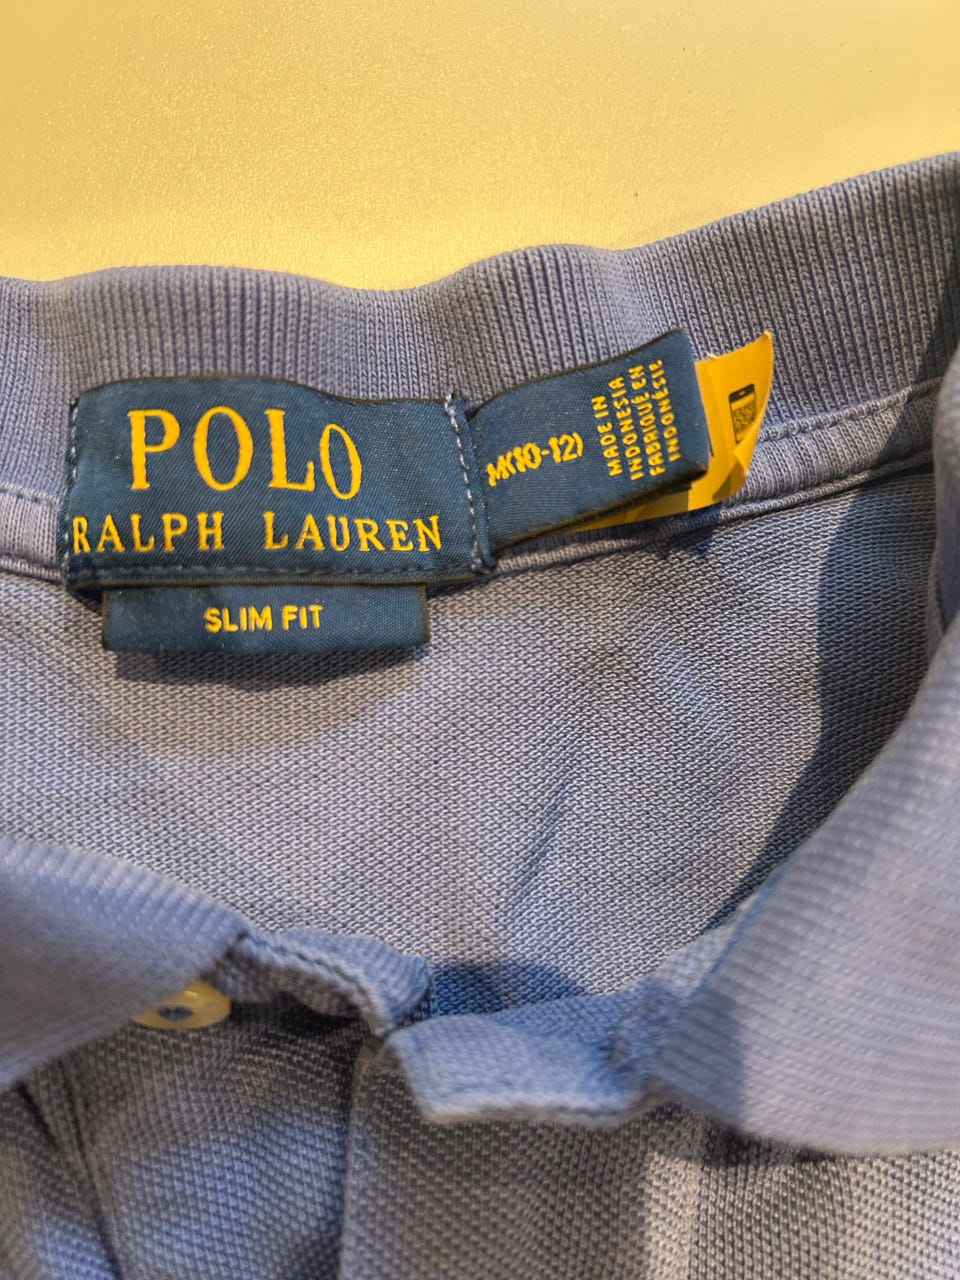 POLO
RALPH LAUREN
SLIM FIT
M(10-12)
MADE IN
INDONESIA
FABRIQUÉ EN
INDONÉSIE